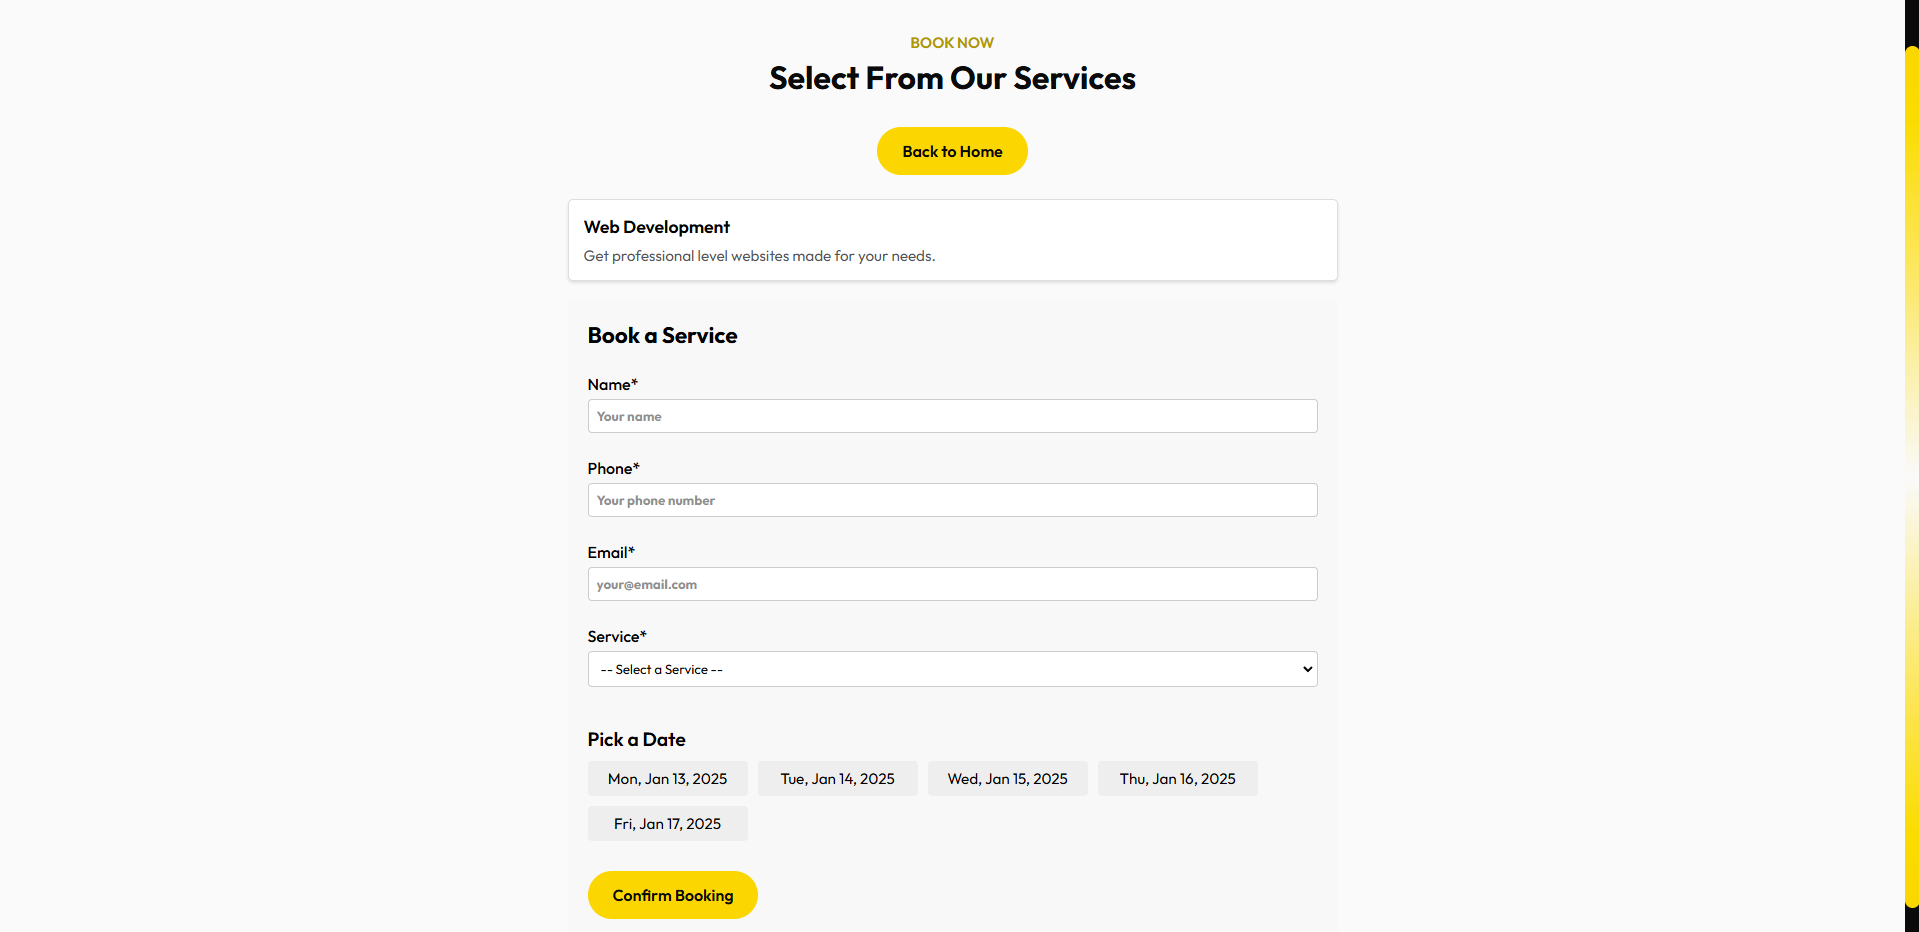 BOOK NOW
Select From Our Services
Back to Home
Web Development
Get professional level websites made for your needs.
Book a Service
Name*
Your name
Phone*
Your phone number
Email*
your@email.com
Service*
-- Select a Service --
Pick a Date
Mon, Jan 13, 2025 Tue, Jan 14, 2025 Wed, Jan 15, 2025 Thu, Jan 16, 2025
Fri, Jan 17, 2025
Confirm Booking